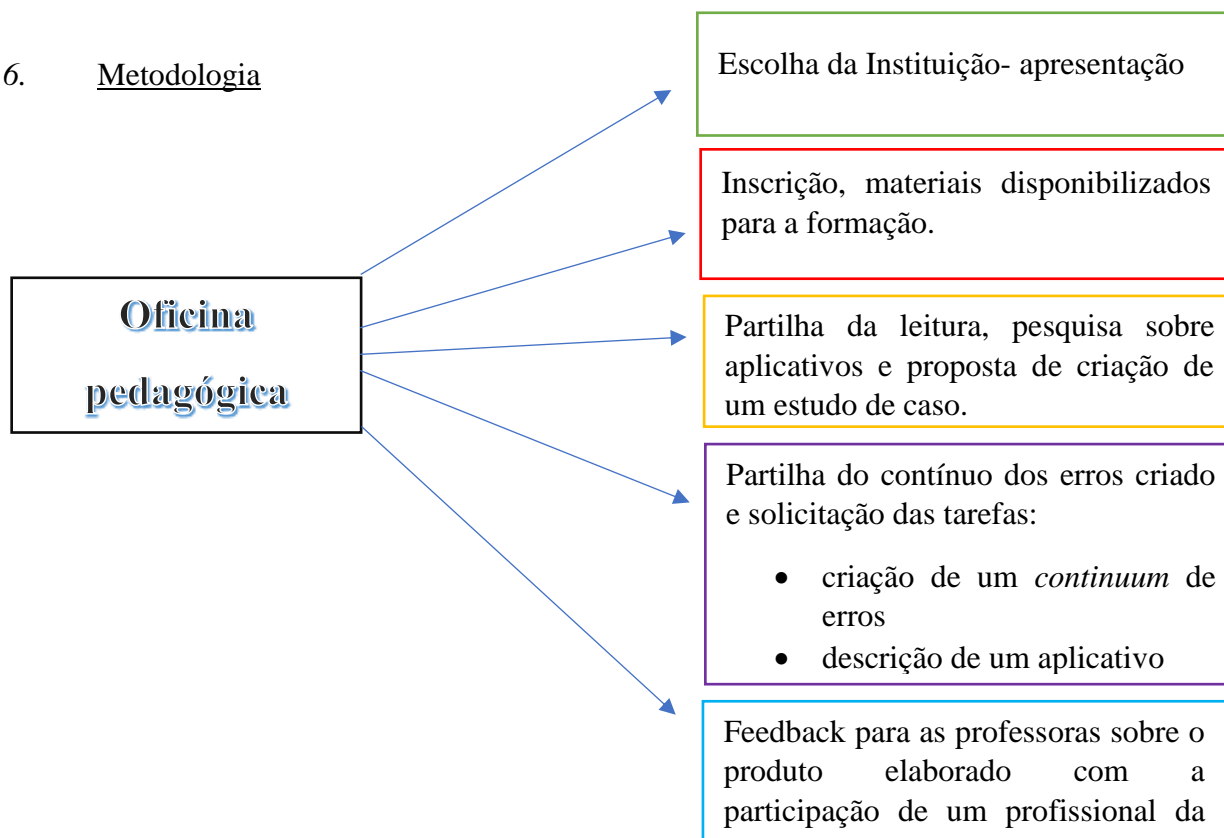 6. Metodologia
Oficina
pedagógica
Escolha da Instituição- apresentação
Inscrição, materiais disponibilizados
para a formação.
Partilha da leitura, pesquisa sobre
aplicativos e proposta de criação de
um estudo de caso.
Partilha do contínuo dos erros criado
e solicitação das tarefas:
• criação de um continuum de
erros
• descrição de um aplicativo
Feedback para as professoras sobre o
produto elaborado com a
participação de um profissional da